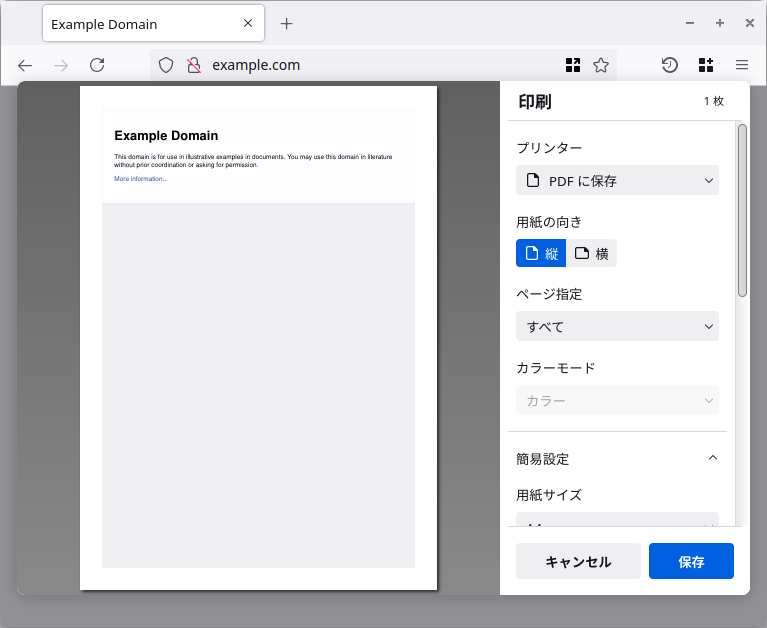 Example Domain
example.com
Example Domain
This domain is for use in illustrative examples in documents. You may use this domain in literature
without prior coordination or asking for permission.
More information...
印刷
1 枚
プリンター
PDF に保存
用紙の向き
縦
横
ページ指定
すべて
カラーモード
カラー
簡易設定
用紙サイズ
キャンセル
保存